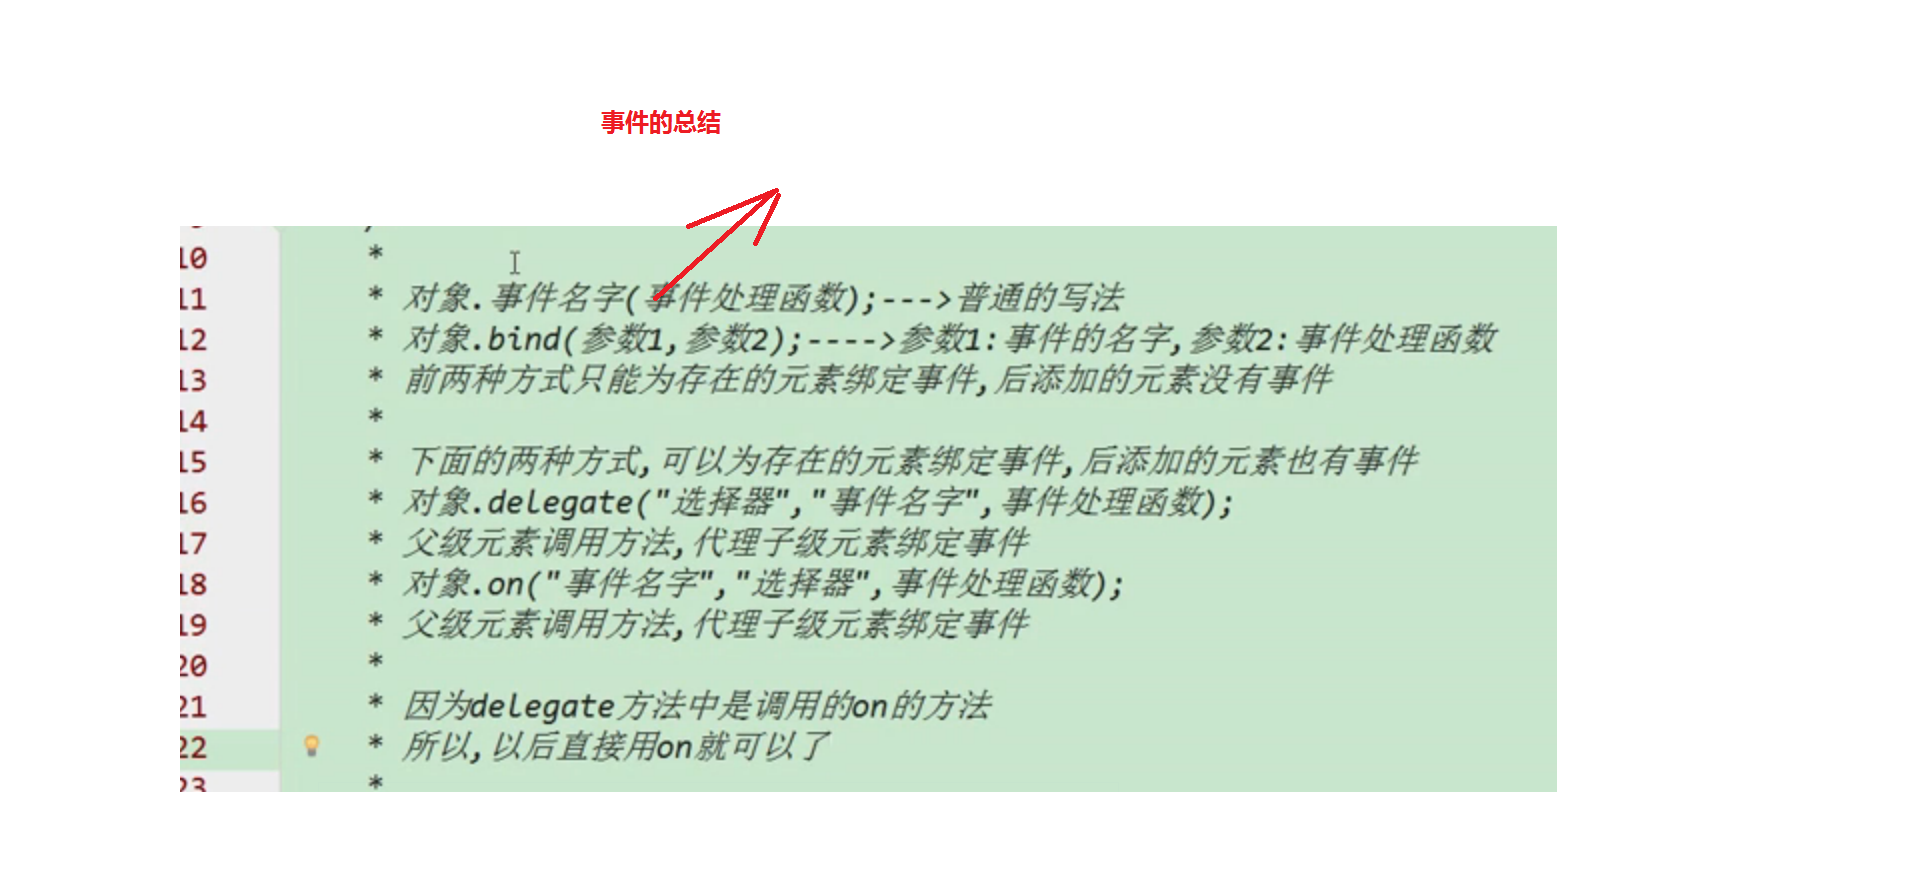 事件的总结
10 *
11 * 对象.事件名字(事件处理函数);--->普通的写法
12 * 对象.bind(参数1,参数2);---->参数1:事件的名字,参数2:事件处理函数
13 * 前两种方式只能为存在的元素绑定事件,后添加的元素没有事件
14 *
15 * 下面的两种方式,可以为存在的元素绑定事件,后添加的元素也有事件
16 * 对象.delegate("选择器","事件名字",事件处理函数);
17 * 父级元素调用方法,代理子级元素绑定事件
18 * 对象.on("事件名字","选择器",事件处理函数);
19 * 父级元素调用方法,代理子级元素绑定事件
20 *
21 * 因为delegate方法中是调用的on的方法
22 * 所以,以后直接用on就可以了
23 *